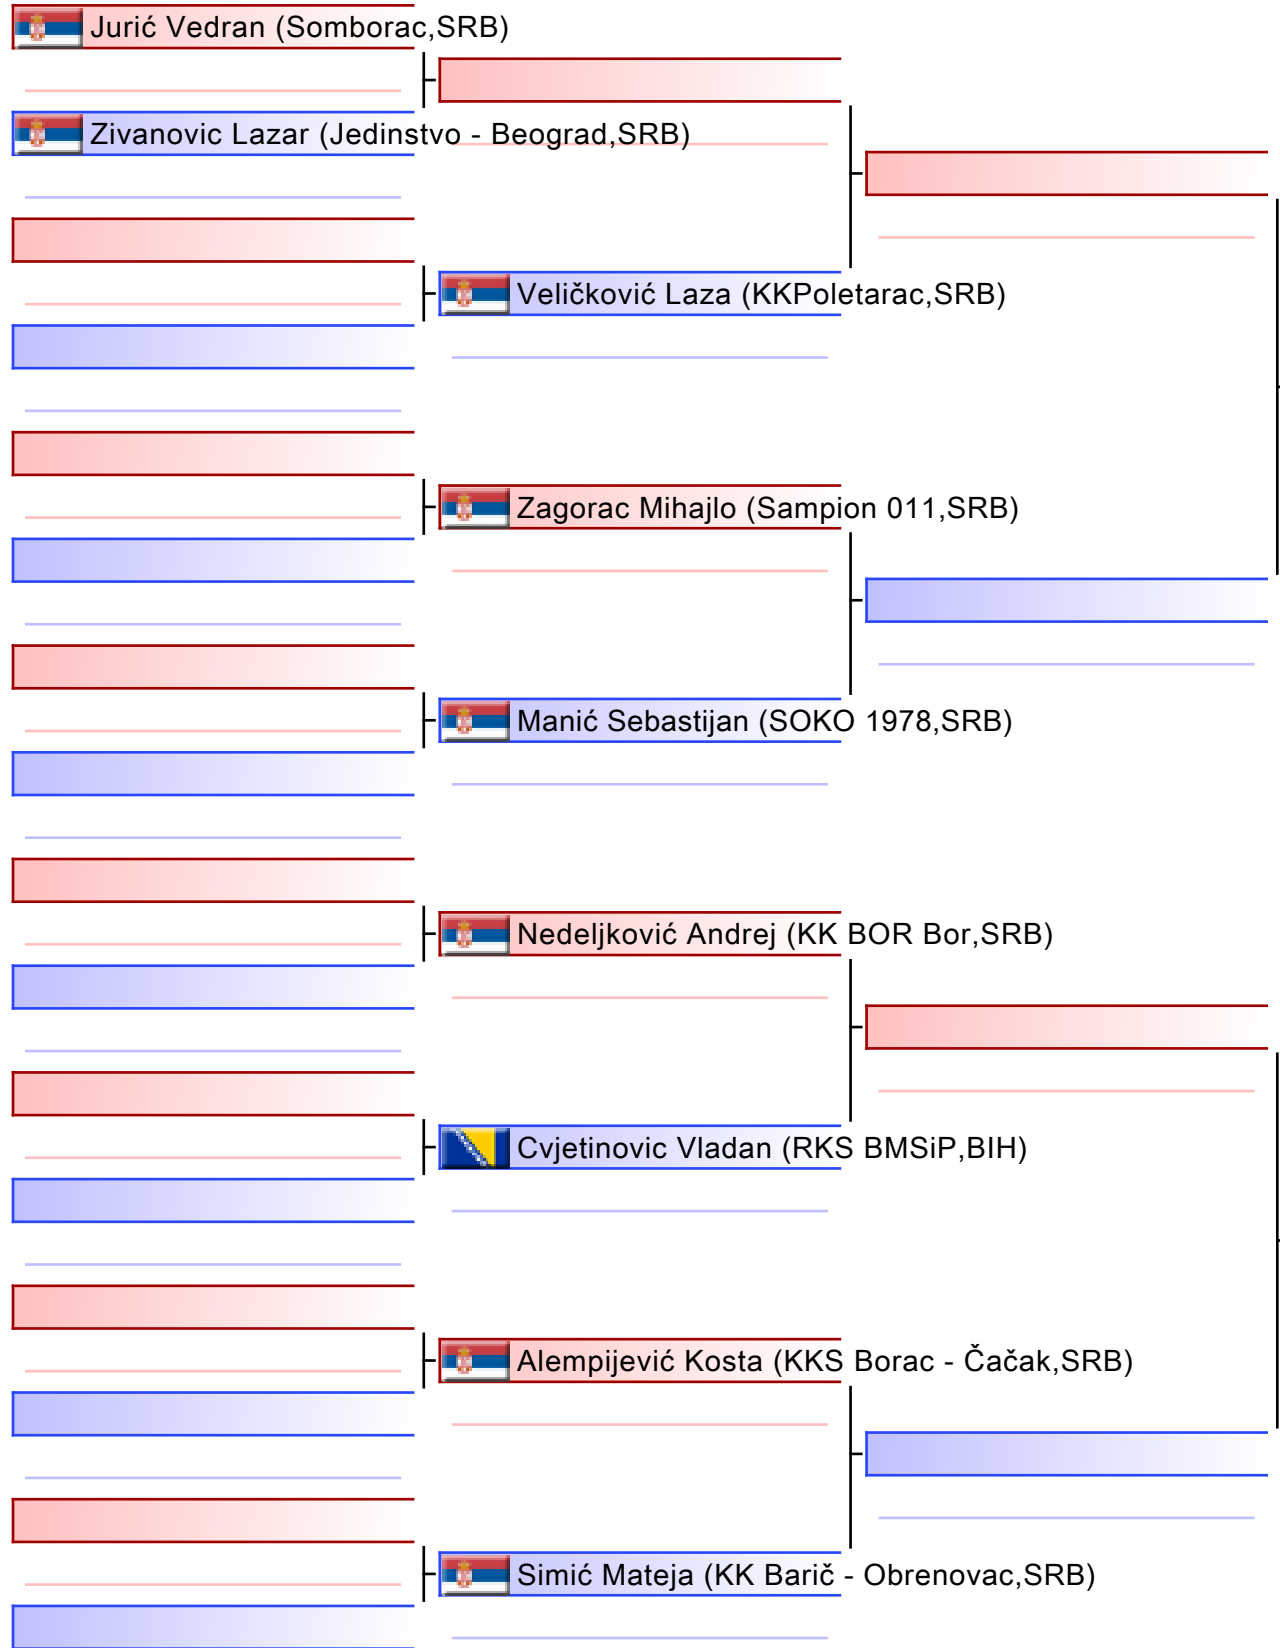 Jurić Vedran (Somborac,SRB)
Zivanovic Lazar (Jedinstvo - Beograd,SRB)
Veličković Laza (KKPoletarac,SRB)
Zagorac Mihajlo (Sampion 011,SRB)
Manić Sebastijan (SOKO 1978,SRB)
Nedeljković Andrej (KK BOR Bor,SRB)
Cvjetinovic Vladan (RKS BMSiP,BIH)
Alempijević Kosta (KKS Borac - Čačak,SRB)
Simić Mateja (KK Barič - Obrenovac,SRB)